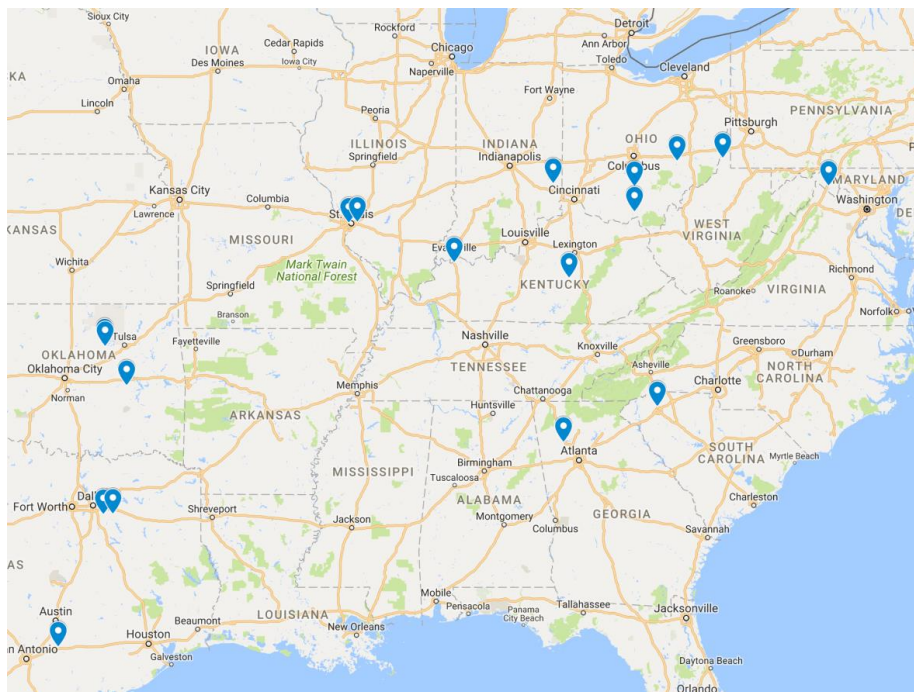 Sioux City
Rockford
Detroit
IOWA
Cedar Rapids
Chicago
Ann Arbor
Des Moines
Iowa City
Naperville
Toledo
Cleveland
Omaha
Fort Wayne
Lincoln
Peoria
PENNSYLVANIA
Pittsburgh
ILLINOIS
INDIANA
OHIO
Springfield
Indianapolis
MARYLAND
Kansas City
Cincinnati
Columbia
Washington
Lawrence
WEST
VIRGINIA
MISSOURI
Louisville
Lexington
Wichita
Mark Twain
National Forest
Richmond
KENTUCKY
Springfield
Roanoke
VIRGINIA
Branson
Norfolk
Tulsa
Fayetteville
Nashville
Greensboro
Knoxville
Durham
OKLAHOMA
Oklahoma City
TENNESSEE
Asheville
NORTH
CAROLINA
Charlotte
Norman
Memphis
Chattanooga
ARKANSAS
Huntsville
Atlanta
SOUTH
CAROLINA
Myrtle Beach
Birmingham
MISSISSIPPI
Tuscaloosa
Charleston
ALABAMA
Fort Worth
Shreveport
GEORGIA
Jackson
Montgomery
Columbus
Savannah
Mobile
Tallahassee
Pensacola
Panama
City Beach
Jacksonville
Austin
LOUISIANA
Beaumont
New Orleans
Houston
n Antonio
Galveston
Daytona Beach
Orlando